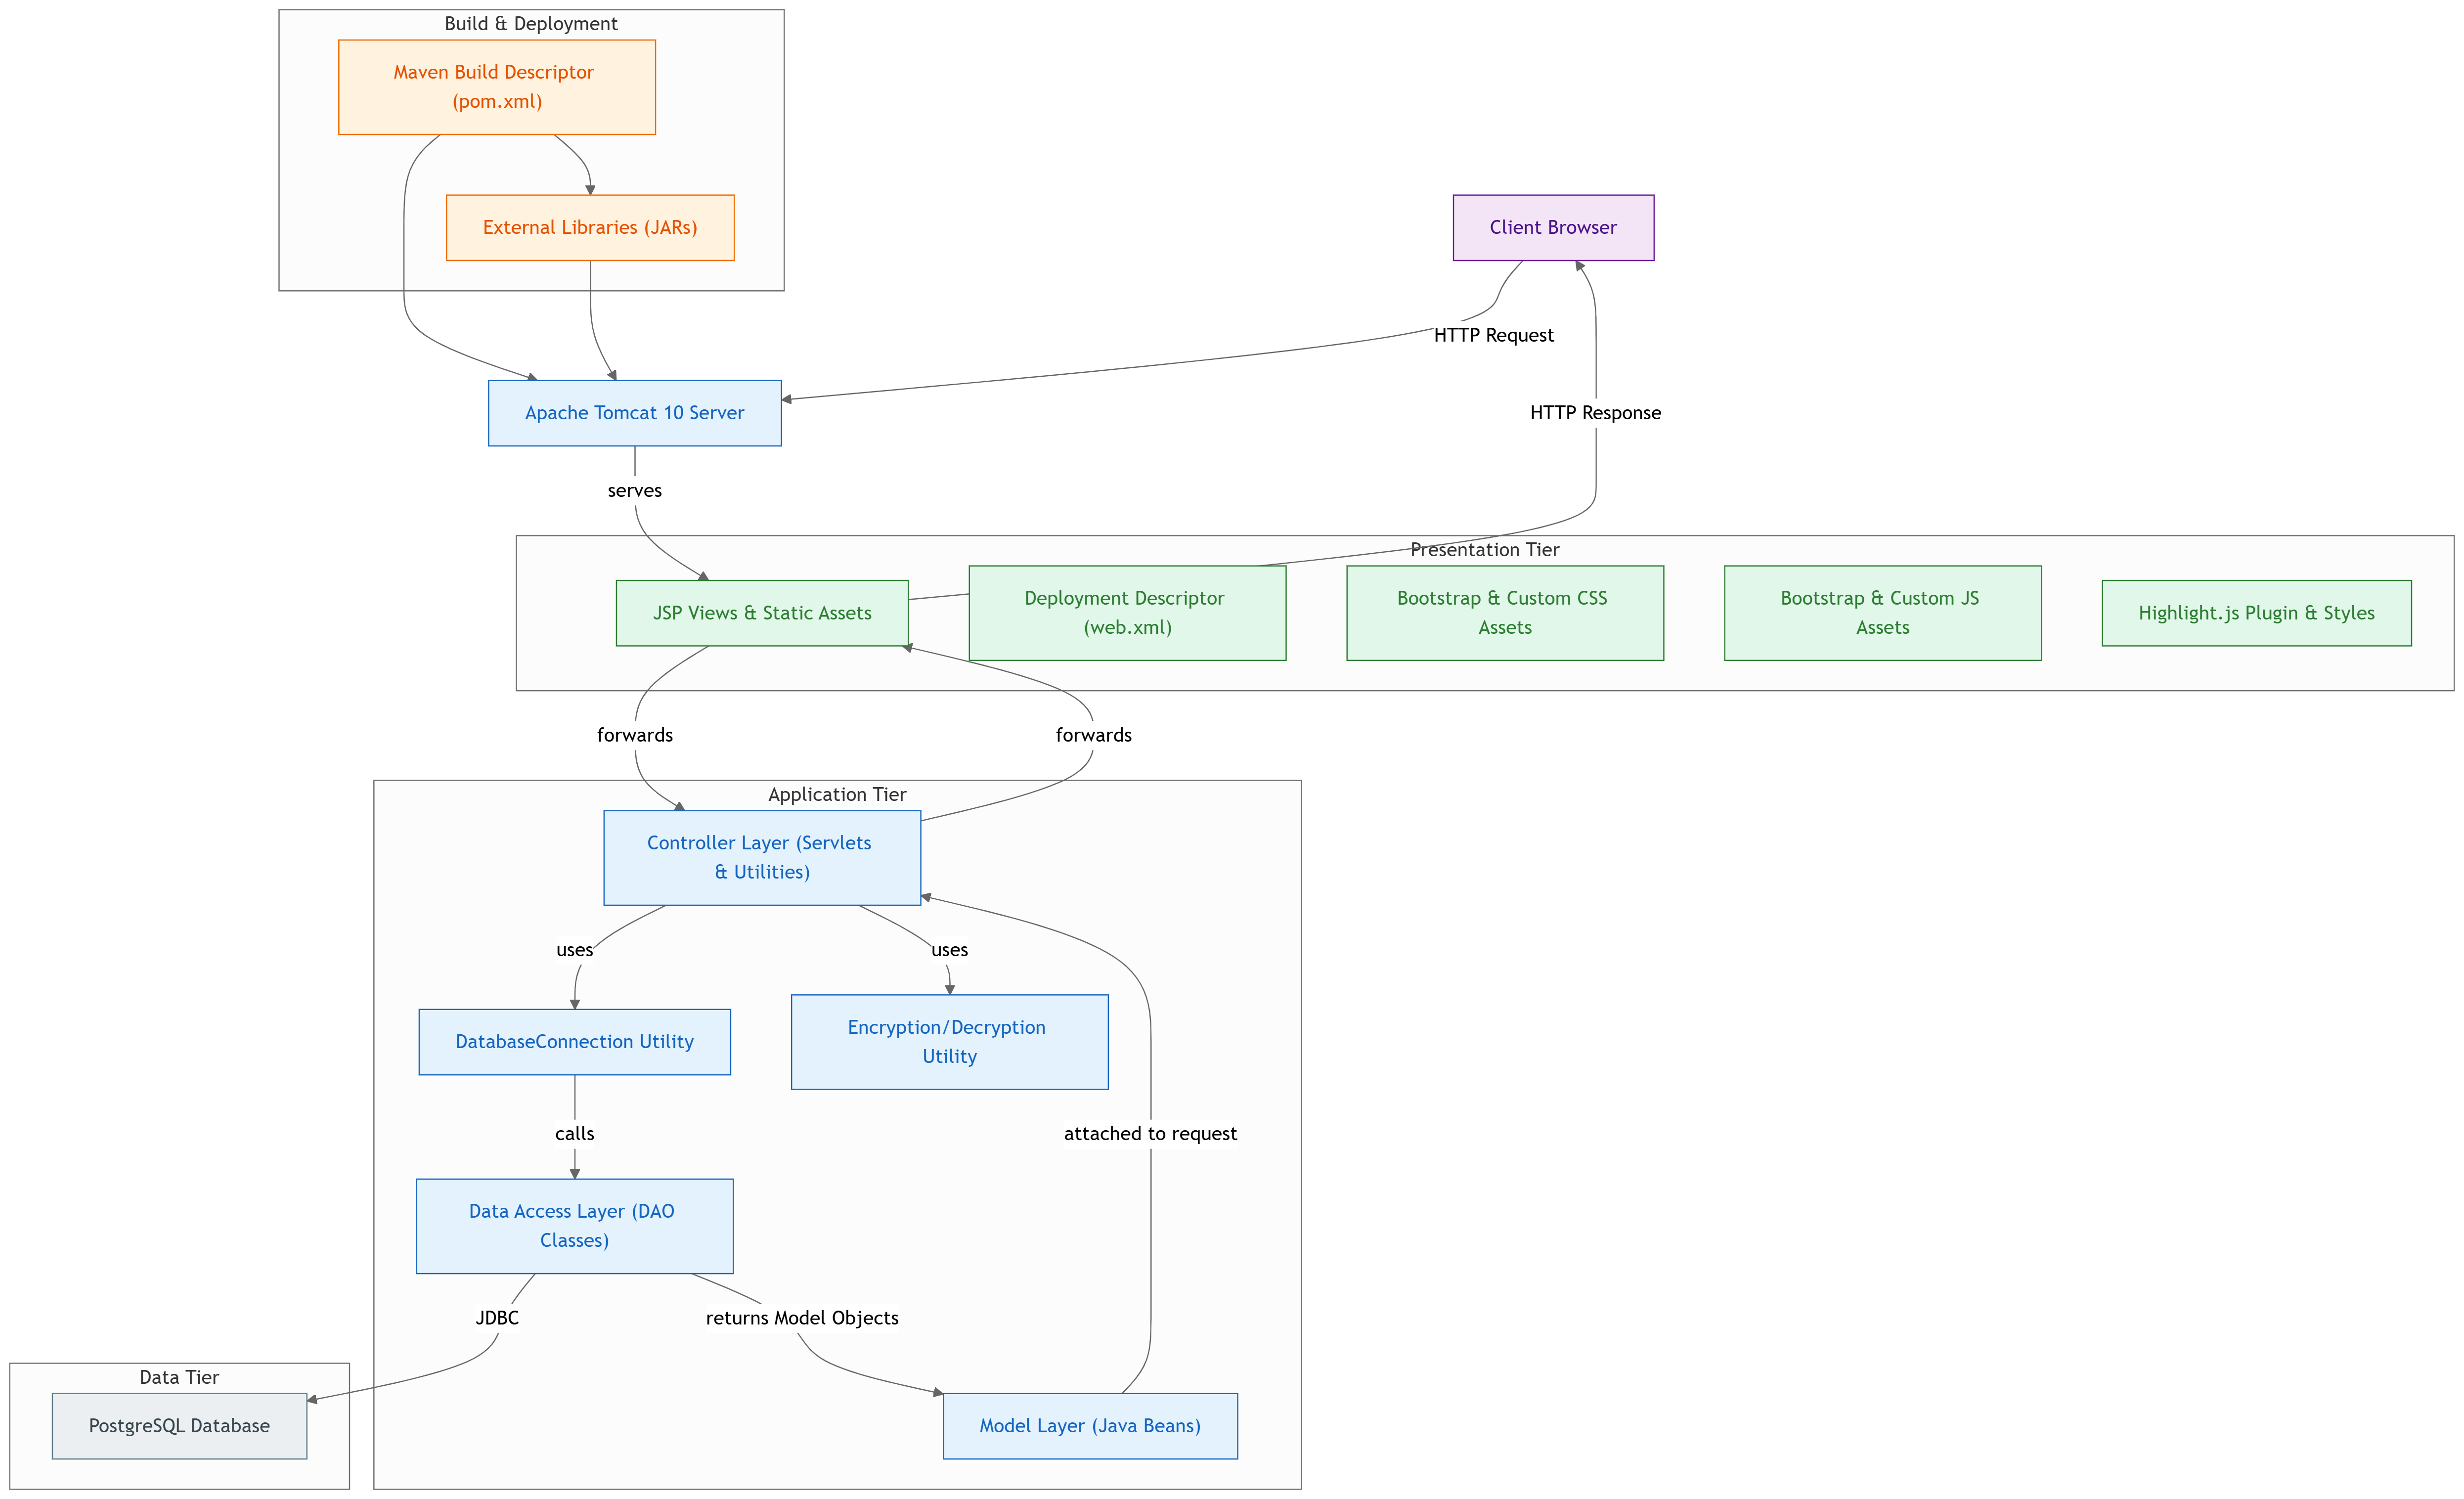 Build & Deployment
Maven Build Descriptor
(pom.xml)
External Libraries (JARs)
Client Browser
HTTP Request
Apache Tomcat 10 Server
HTTP Response
serves
Presentation Tier
JSP Views & Static Assets
Deployment Descriptor
(web.xml)
Bootstrap & Custom CSS
Assets
Bootstrap & Custom JS
Assets
Highlight.js Plugin & Styles
forwards
forwards
Application Tier
Controller Layer (Servlets
& Utilities)
uses
uses
DatabaseConnection Utility
Encryption/Decryption
Utility
calls
attached to request
Data Access Layer (DAO
Classes)
JDBC
returns Model Objects
Data Tier
PostgreSQL Database
Model Layer (Java Beans)